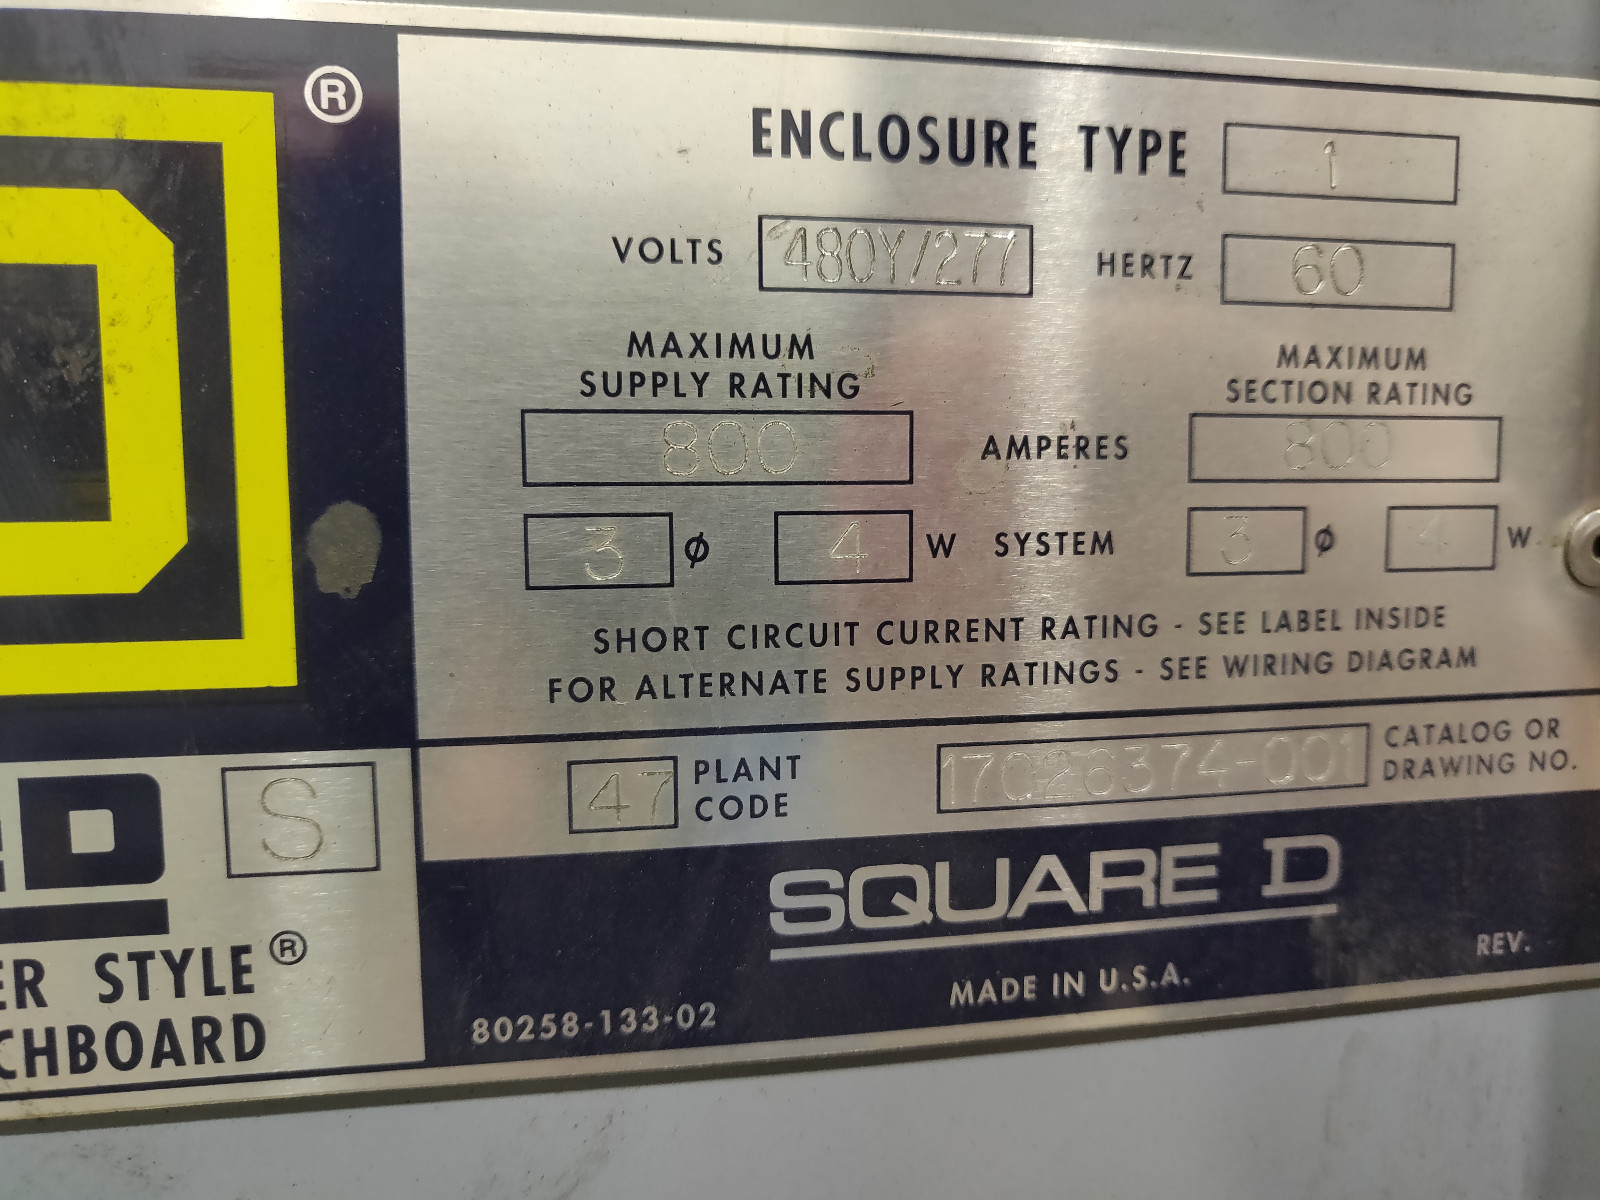 ®
ENCLOSURE TYPE 1
VOLTS 480Y/277 HERTZ 60
MAXIMUM SUPPLY RATING
MAXIMUM SECTION RATING
800 AMPERES 800
3 Ø 4 W SYSTEM 3 Ø 4 W
SHORT CIRCUIT CURRENT RATING - SEE LABEL INSIDE
FOR ALTERNATE SUPPLY RATINGS - SEE WIRING DIAGRAM
D S
47 PLANT CODE
CATALOG OR DRAWING NO.
ER STYLE®
CHBOARD
SQUARE D
MADE IN U.S.A.
REV.
80258-133-02